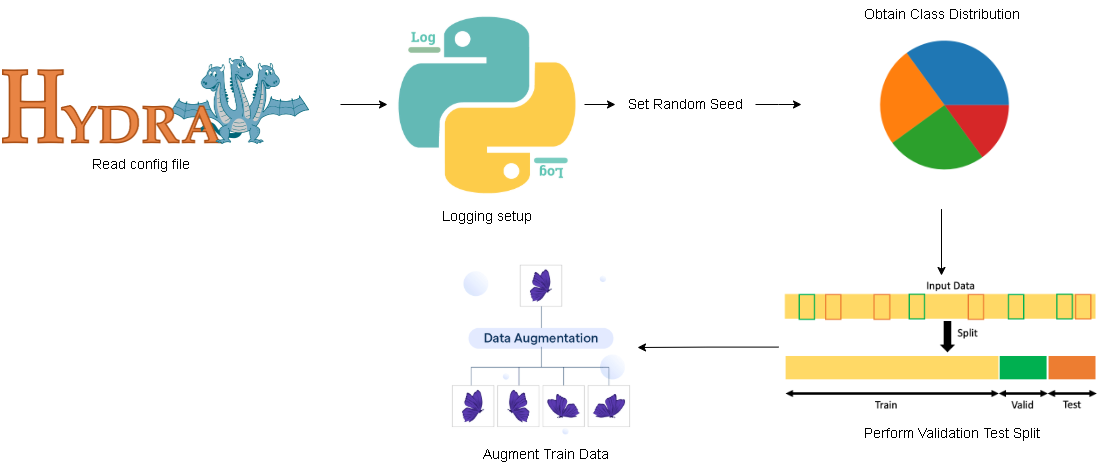 Obtain Class Distribution
Log
HYDRA
Set Random Seed
Read config file
Log
Logging setup
Input Data
Split
Data Augmentation
Train
Valid
Test
Perform Validation Test Split
Augment Train Data